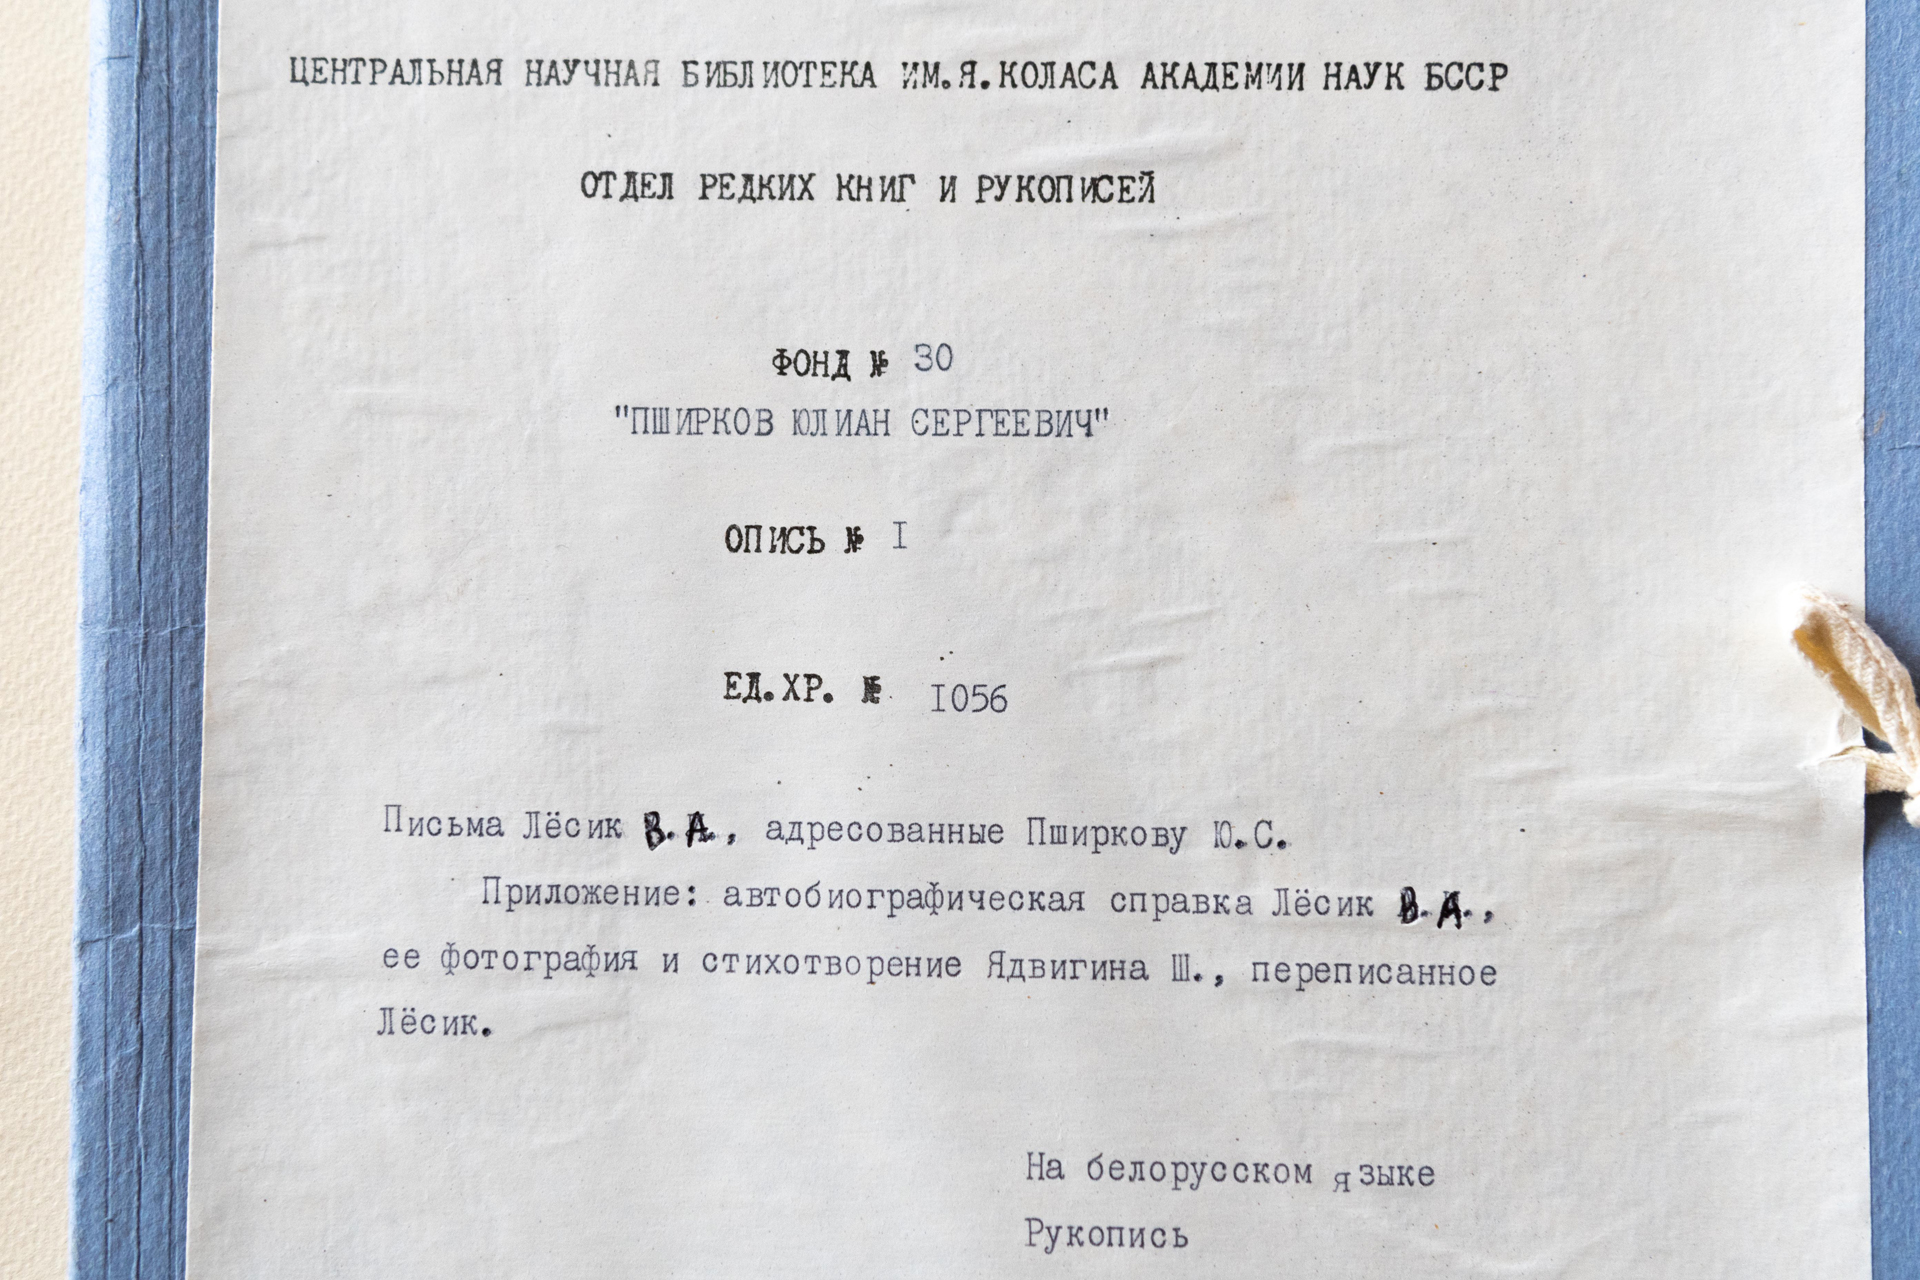 ЦЕНТРАЛЬНАЯ НАУЧНАЯ БИБЛИОТЕКА ИМ.Я.КОЛАСА АКАДЕМИИ НАУК БССР
ОТДЕЛ РЕДКИХ КНИГ И РУКОПИСЕЙ
ФОНД № 30
"ПШИРКОВ ЮЛИАН СЕРГЕЕВИЧ"
ОПИСЬ № I
ЕД.ХР. № I056
Письма Лёсик В.А., адресованные Пширкову Ю.С.
Приложение: автобиографическая справка Лёсик В.А.,
ее фотография и стихотворение Ядвигина Ш., переписанное
Лёсик.
На белорусском языке
Рукопись